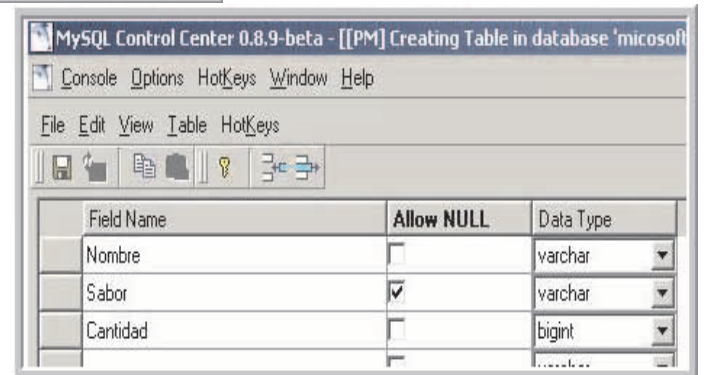 MySQL Control Center 0.8.9-beta - [[PM] Creating Table in database 'micosoft
Console Options HotKeys Window Help
File Edit View Table HotKeys
Field Name Allow NULL Data Type
Nombre varchar
Sabor varchar
Cantidad bigint